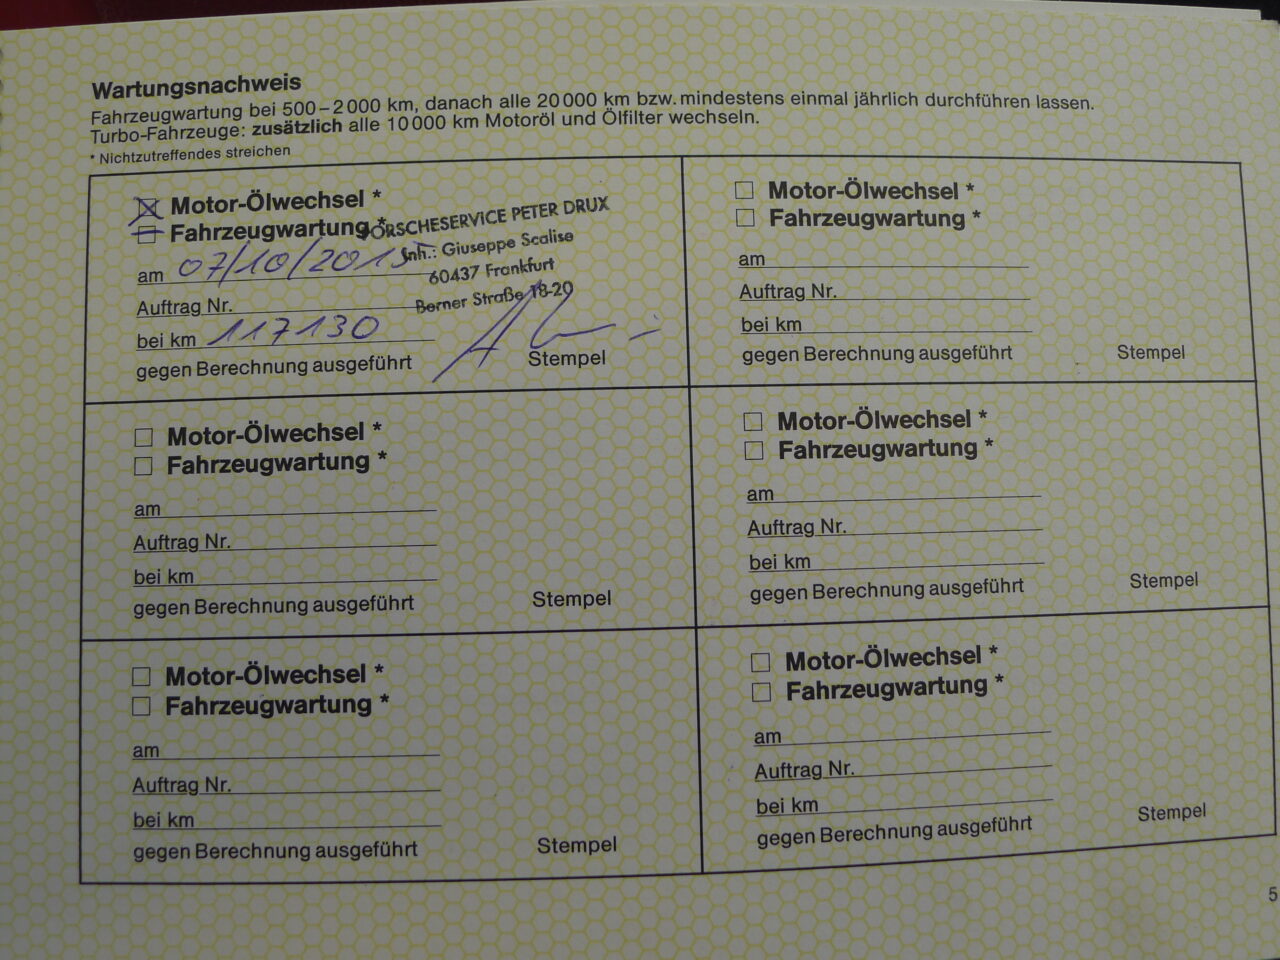 Wartungsnachweis
Fahrzeugwartung bei 500–2000 km, danach alle 20000 km bzw. mindestens einmal jährlich durchführen lassen.
Turbo-Fahrzeuge: zusätzlich alle 10000 km Motoröl und Ölfilter wechseln.
* Nichtzutreffendes streichen
Motor-Ölwechsel *
Fahrzeugwartung *
PORSCHESERVICE PETER DRUX
Inh.: Giuseppe Scalise
60437 Frankfurt
Berner Straße 18-20
am 07/10/2015
Auftrag Nr.
bei km 117130
gegen Berechnung ausgeführt
Stempel
Motor-Ölwechsel *
Fahrzeugwartung *
am
Auftrag Nr.
bei km
gegen Berechnung ausgeführt
Stempel
Motor-Ölwechsel *
Fahrzeugwartung *
am
Auftrag Nr.
bei km
gegen Berechnung ausgeführt
Stempel
Motor-Ölwechsel *
Fahrzeugwartung *
am
Auftrag Nr.
bei km
gegen Berechnung ausgeführt
Stempel
Motor-Ölwechsel *
Fahrzeugwartung *
am
Auftrag Nr.
bei km
gegen Berechnung ausgeführt
Stempel
Motor-Ölwechsel *
Fahrzeugwartung *
am
Auftrag Nr.
bei km
gegen Berechnung ausgeführt
Stempel
5